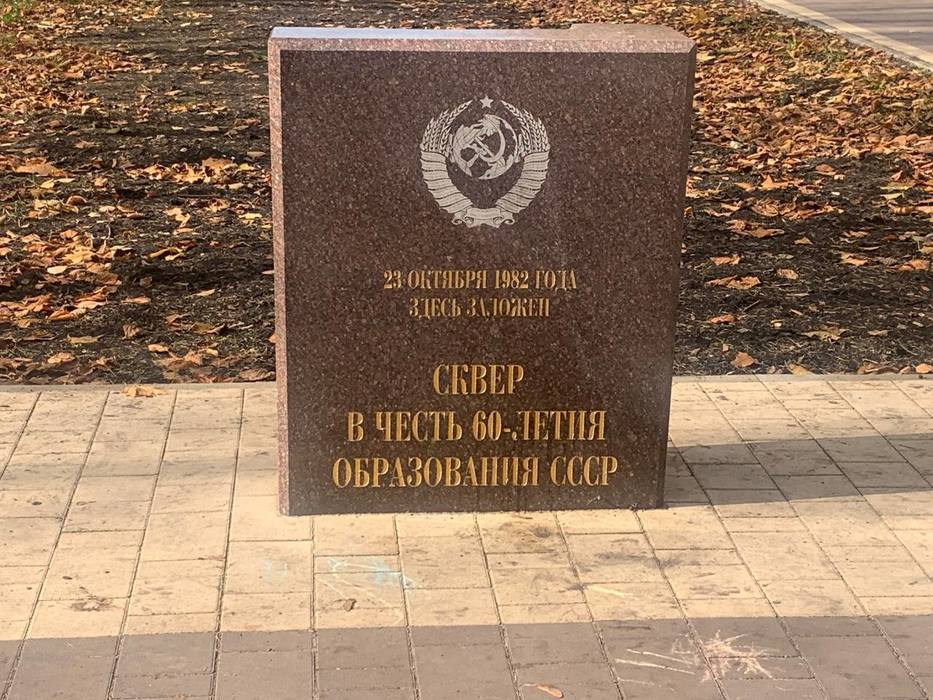 23 ОКТЯБРЯ 1982 ГОДА
ЗДЕСЬ ЗАЛОЖЕН
СКВЕР
В ЧЕСТЬ 60-ЛЕТИЯ
ОБРАЗОВАНИЯ СССР